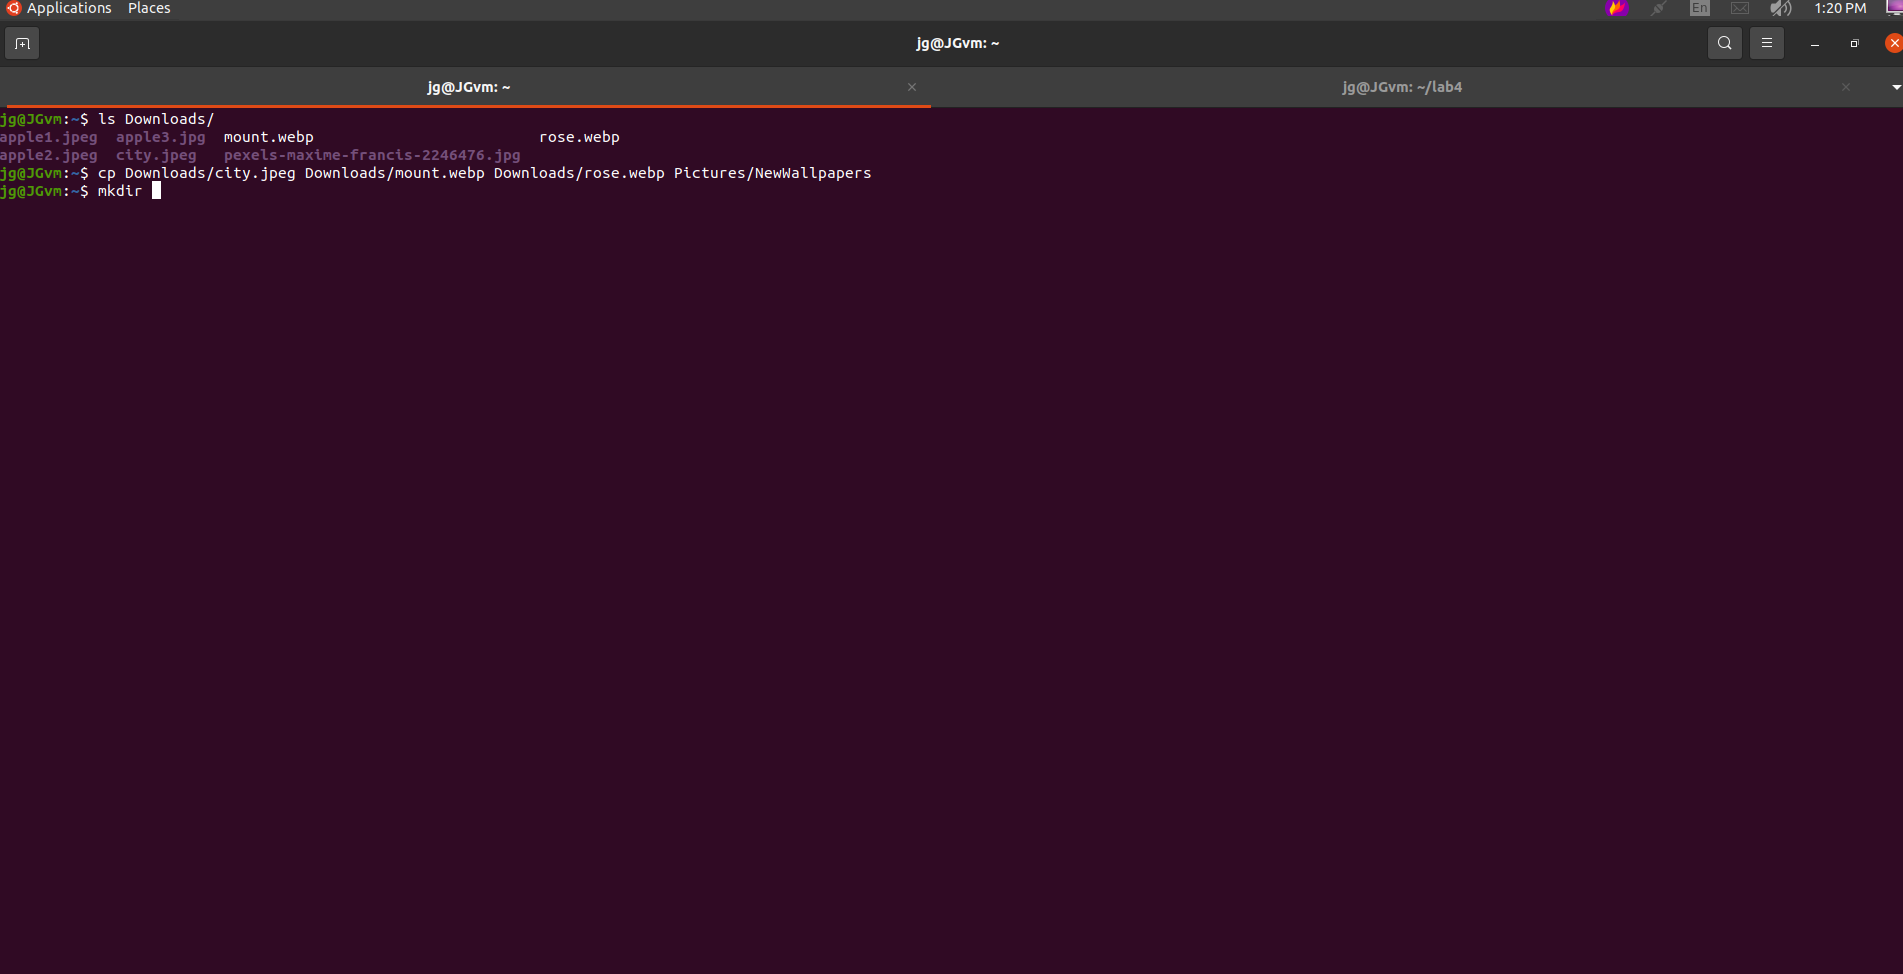 Applications Places En 1:20 PM
jg@JGvm: ~
jg@JGvm: ~ × jg@JGvm: ~/lab4 ×
jg@JGvm:~$ ls Downloads/
apple1.jpeg apple3.jpg mount.webp rose.webp
apple2.jpeg city.jpeg pexels-maxime-francis-2246476.jpg
jg@JGvm:~$ cp Downloads/city.jpeg Downloads/mount.webp Downloads/rose.webp Pictures/NewWallpapers
jg@JGvm:~$ mkdir